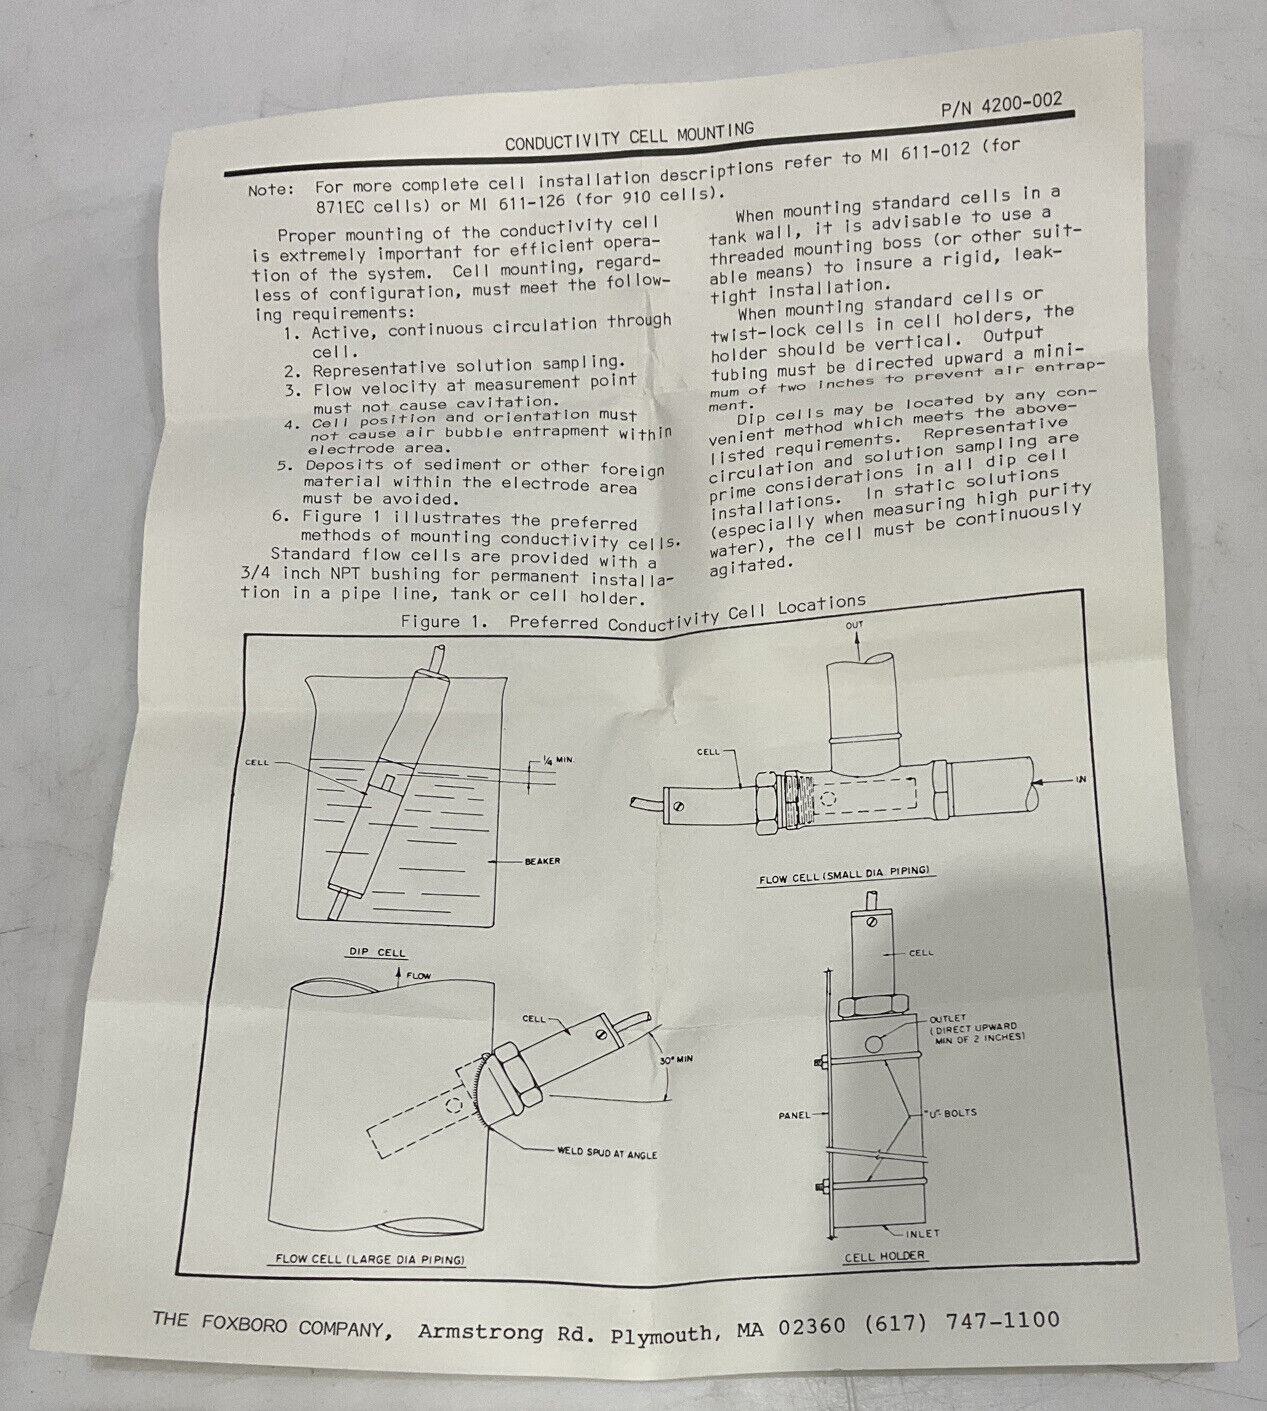 P/N 4200-002
CONDUCTIVITY CELL MOUNTING
Note: For more complete cell installation descriptions refer to MI 611-012 (for
871EC cells) or MI 611-126 (for 910 cells).
Proper mounting of the conductivity cell
is extremely important for efficient opera-
tion of the system. Cell mounting, regard-
less of configuration, must meet the follow-
ing requirements:
1. Active, continuous circulation through
cell.
2. Representative solution sampling.
3. Flow velocity at measurement point
must not cause cavitation.
4. Cell position and orientation must
not cause air bubble entrapment within
electrode area.
5. Deposits of sediment or other foreign
material within the electrode area
must be avoided.
6. Figure 1 illustrates the preferred
methods of mounting conductivity cells.
Standard flow cells are provided with a
3/4 inch NPT bushing for permanent installa-
tion in a pipe line, tank or cell holder.
When mounting standard cells in a
tank wall, it is advisable to use a
threaded mounting boss (or other suit-
able means) to insure a rigid, leak-
tight installation.
When mounting standard cells or
twist-lock cells in cell holders, the
holder should be vertical. Output
tubing must be directed upward a mini-
mum of two inches to prevent air entrap-
ment.
Dip cells may be located by any con-
venient method which meets the above-
listed requirements. Representative
circulation and solution sampling are
prime considerations in all dip cell
installations. In static solutions
(especially when measuring high purity
water), the cell must be continuously
agitated.
Figure 1. Preferred Conductivity Cell Locations
CELL
1/4 MIN.
BEAKER
DIP CELL
OUT
CELL
IN
FLOW CELL (SMALL DIA. PIPING)
FLOW
CELL
30° MIN
WELD SPUD AT ANGLE
FLOW CELL (LARGE DIA PIPING)
CELL
OUTLET
(DIRECT UPWARD
MIN OF 2 INCHES)
PANEL
"U"-BOLTS
INLET
CELL HOLDER
THE FOXBORO COMPANY, Armstrong Rd. Plymouth, MA 02360 (617) 747-1100